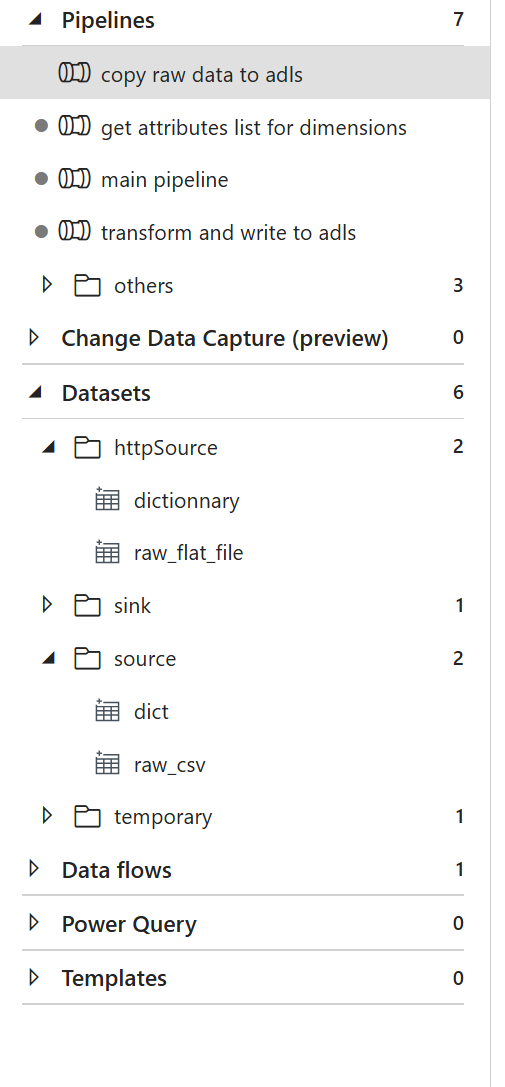 Pipelines 7
copy raw data to adls
get attributes list for dimensions
main pipeline
transform and write to adls
others 3
Change Data Capture (preview) 0
Datasets 6
httpSource 2
dictionnary
raw_flat_file
sink 1
source 2
dict
raw_csv
temporary 1
Data flows 1
Power Query 0
Templates 0